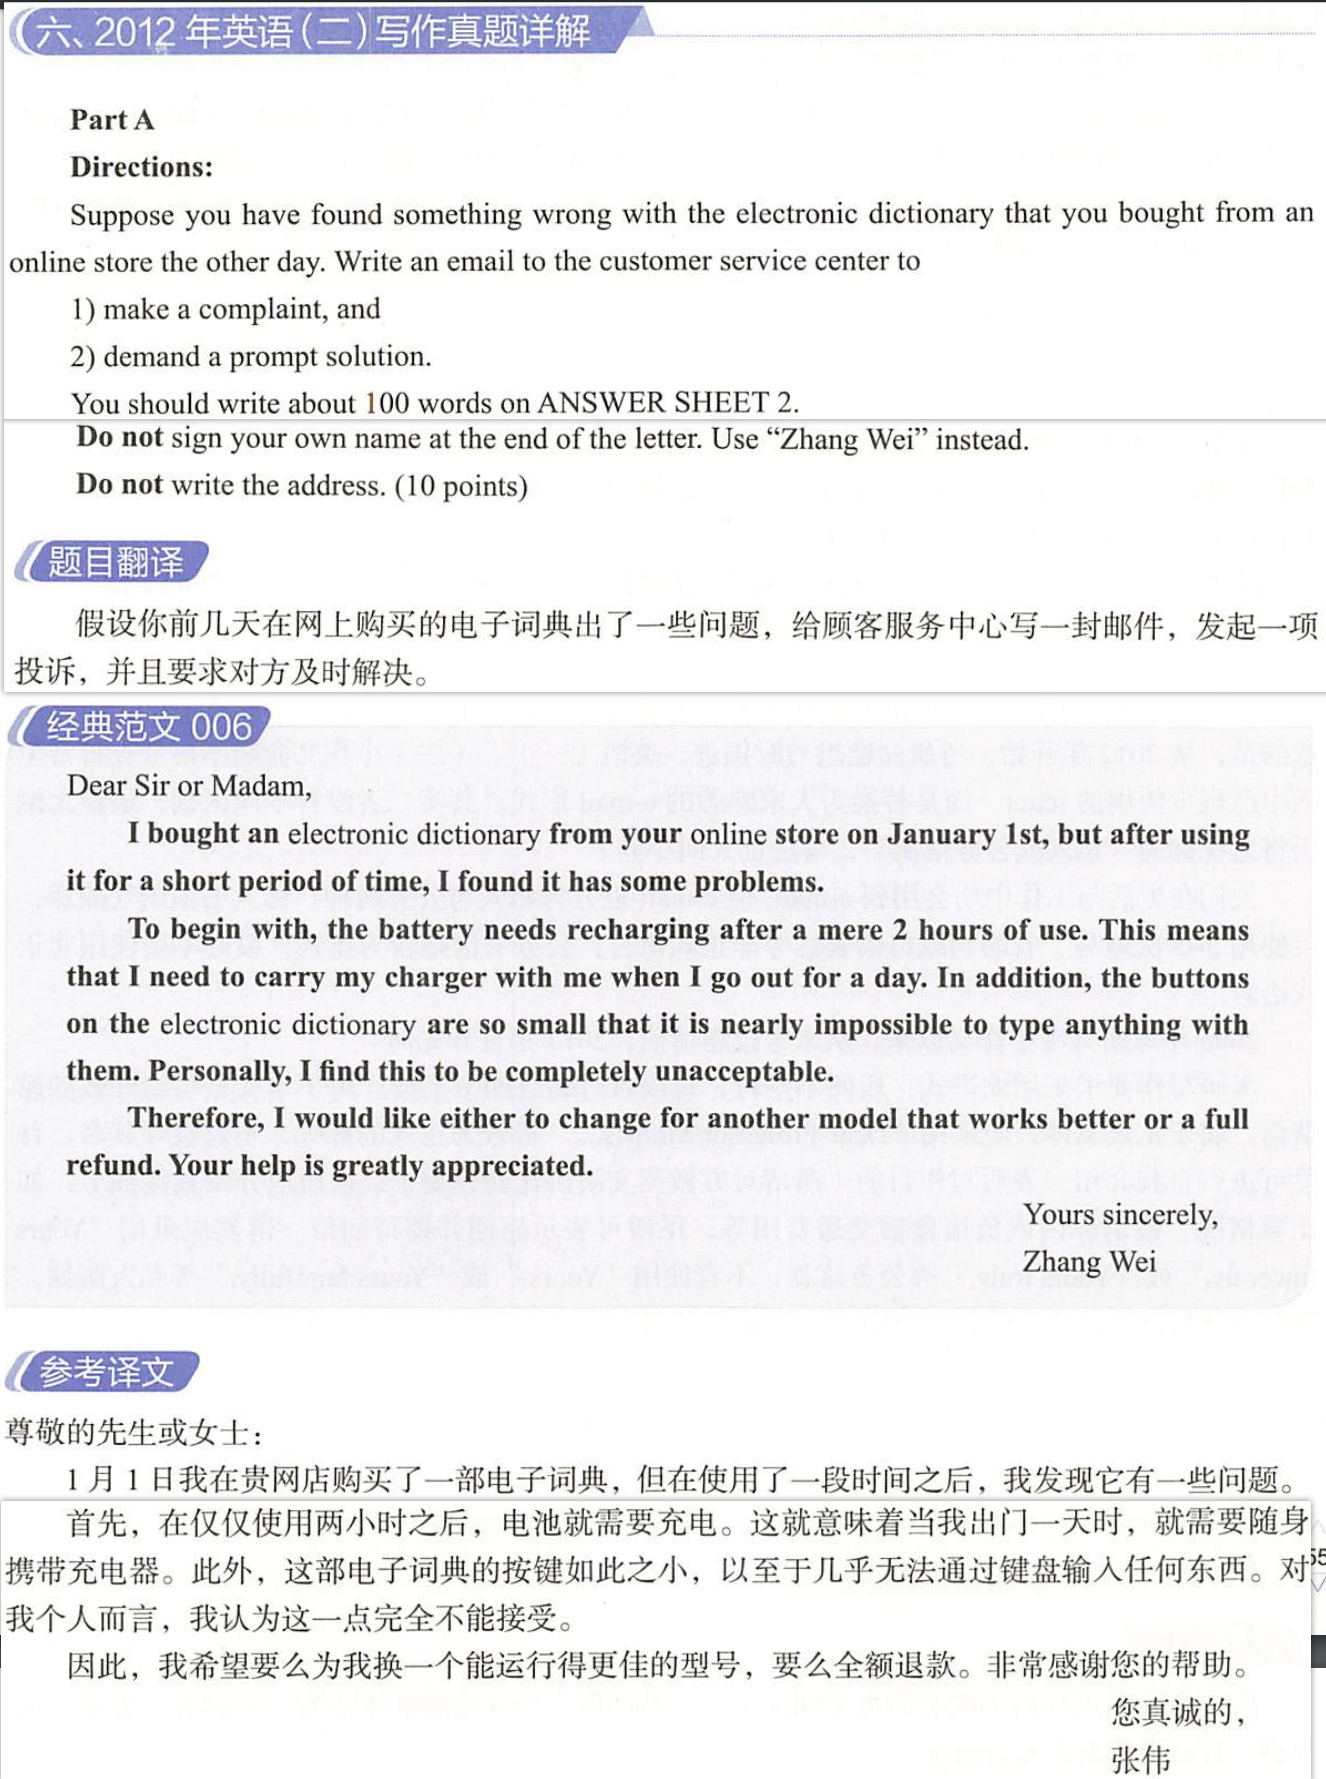 六、2012 年英语（二）写作真题详解
Part A
Directions:
Suppose you have found something wrong with the electronic dictionary that you bought from an
online store the other day. Write an email to the customer service center to
1) make a complaint, and
2) demand a prompt solution.
You should write about 100 words on ANSWER SHEET 2.
Do not sign your own name at the end of the letter. Use “Zhang Wei” instead.
Do not write the address. (10 points)
题目翻译
假设你前几天在网上购买的电子词典出了一些问题，给顾客服务中心写一封邮件，发起一项
投诉，并且要求对方及时解决。
经典范文 006
Dear Sir or Madam,
I bought an electronic dictionary from your online store on January 1st, but after using
it for a short period of time, I found it has some problems.
To begin with, the battery needs recharging after a mere 2 hours of use. This means
that I need to carry my charger with me when I go out for a day. In addition, the buttons
on the electronic dictionary are so small that it is nearly impossible to type anything with
them. Personally, I find this to be completely unacceptable.
Therefore, I would like either to change for another model that works better or a full
refund. Your help is greatly appreciated.
Yours sincerely,
Zhang Wei
参考译文
尊敬的先生或女士：
1 月 1 日我在贵网店购买了一部电子词典，但在使用了一段时间之后，我发现它有一些问题。
首先，在仅仅使用两小时之后，电池就需要充电。这就意味着当我出门一天时，就需要随身
携带充电器。此外，这部电子词典的按键如此之小，以至于几乎无法通过键盘输入任何东西。对
我个人而言，我认为这一点完全不能接受。
因此，我希望要么为我换一个能运行得更佳的型号，要么全额退款。非常感谢您的帮助。
您真诚的，
张伟